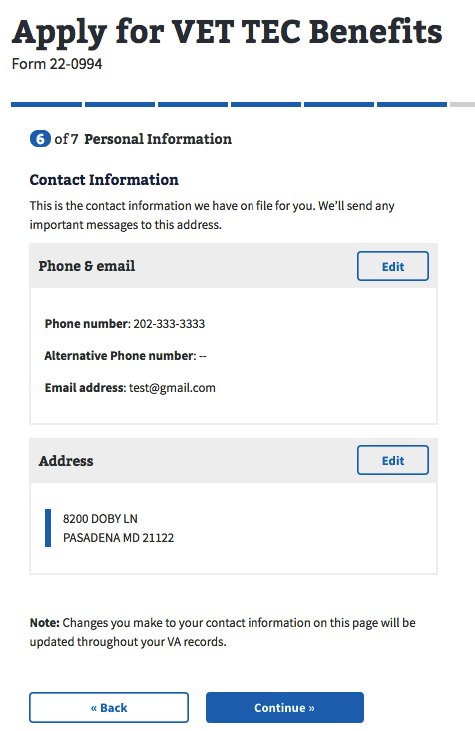 Apply for VET TEC Benefits
Form 22-0994
6 of 7 Personal Information
Contact Information
This is the contact information we have on file for you. We’ll send any
important messages to this address.
Phone & email
Edit
Phone number: 202-333-3333
Alternative Phone number: --
Email address: test@gmail.com
Address
Edit
8200 DOBY LN
PASADENA MD 21122
Note: Changes you make to your contact information on this page will be
updated throughout your VA records.
« Back
Continue »